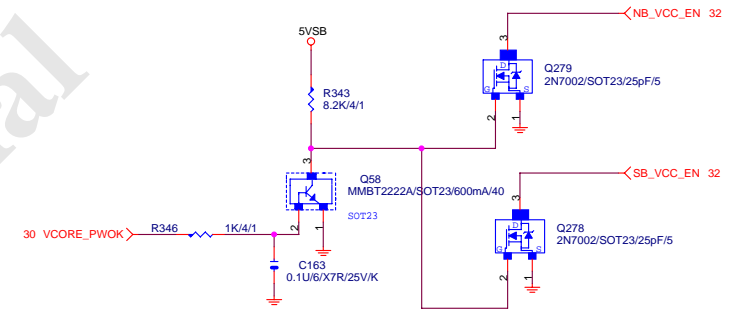 NB_VCC_EN 32
5VSB
3
D
Q279
2N7002/SOT23/25pF/5
G
S
R343
8.2K/4/1
2
1
3
Q58
MMBT2222A/SOT23/600mA/40
SOT23
SB_VCC_EN 32
3
D
Q278
2N7002/SOT23/25pF/5
G
S
30 VCORE_PWOK
R346
1K/4/1
2
1
C163
0.1U/6/X7R/25V/K
2
1